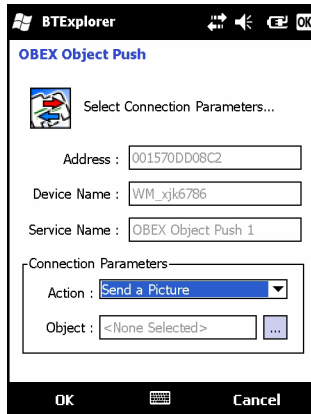 BTExplorer OK
OBEX Object Push
Select Connection Parameters...
Address : 001570DD08C2
Device Name : WM_xjk6786
Service Name : OBEX Object Push 1
Connection Parameters
Action : Send a Picture
Object : <None Selected> ...
OK Cancel